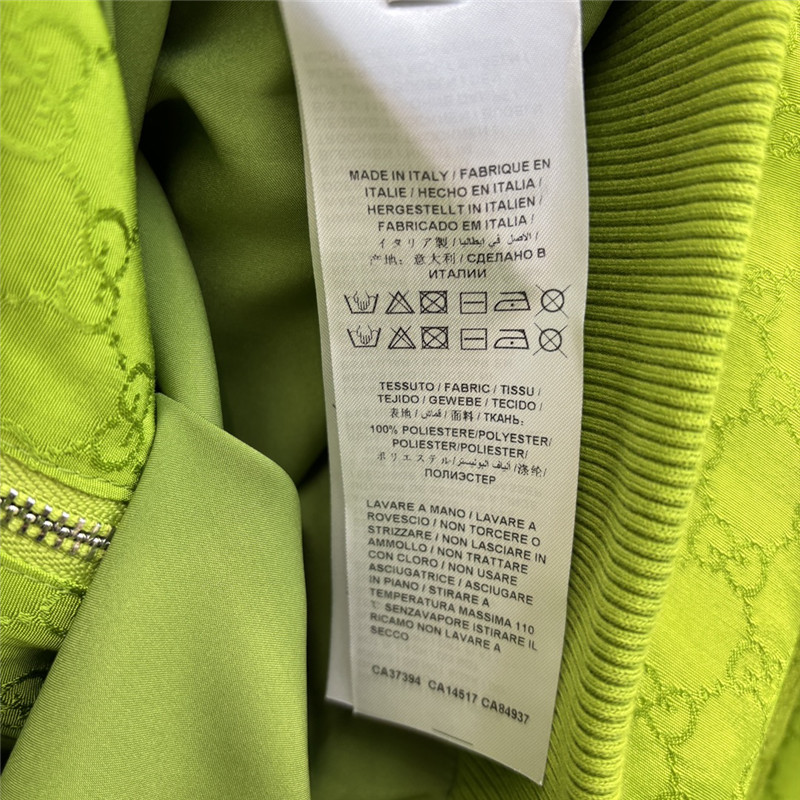 MADE IN ITALY / FABRIQUE EN
ITALIE / HECHO EN ITALIA /
HERGESTELLT IN ITALIEN /
FABRICADO EM ITALIA /
イタリア製 / الأصل في ايطاليا /
产地: 意大利 / СДЕЛАНО В
ИТАЛИИ
TESSUTO / FABRIC / TISSU /
TEJIDO / GEWEBE / TECIDO /
表地 / قماش / 面料 / ТКАНЬ:
100% POLIESTERE/POLYESTER/
POLIESTER/POLIESTER/
ポリエステル/ألياف البوليستر/涤纶/
ПОЛИЭСТЕР
LAVARE A MANO / LAVARE A
ROVESCIO / NON TORCERE O
STRIZZARE / NON LASCIARE IN
AMMOLLO / NON TRATTARE
CON CLORO / NON USARE
ASCIUGATRICE / ASCIUGARE
IN PIANO / STIRARE A
TEMPERATURA MASSIMA 110
℃ SENZAVAPORE ISTIRARE IL
RICAMO NON LAVARE A
SECCO
CA37394 CA14517 CA84937